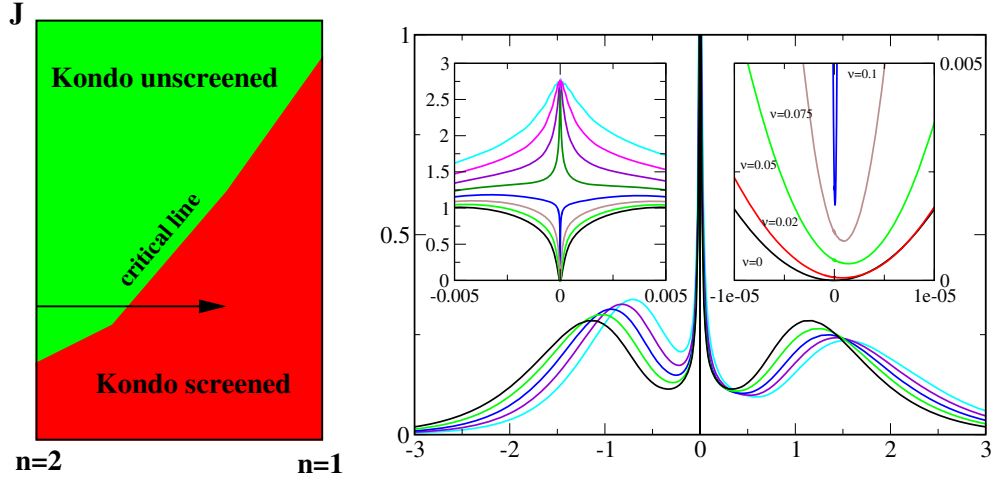 J
Kondo unscreened
critical line
Kondo screened
n=2
n=1
1
0.5
0
-3
-2
-1
0
1
2
3
3
2.5
2
1.5
1
0.5
0
-0.005
0
0.005
ν=0.1
ν=0.075
ν=0.05
ν=0.02
ν=0
0.005
0
-1e-05
0
1e-05